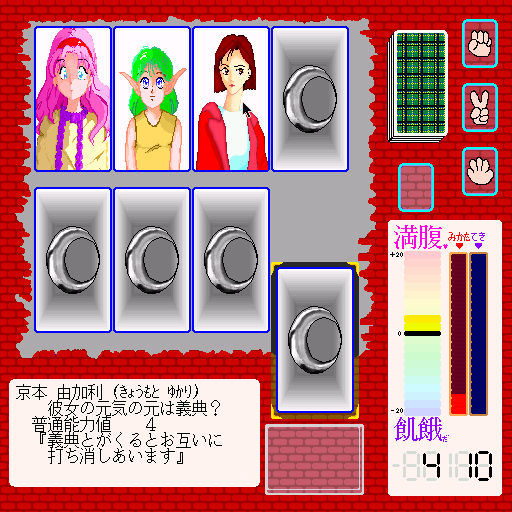 満腹
みかた てき
+20
0
-20
飢餓だ
4 10
京本 由加利 (きょうもと ゆかり)
彼女の元気の元は義典？
普通能力値 4
『義典とがくるとお互いに
打ち消しあいます』